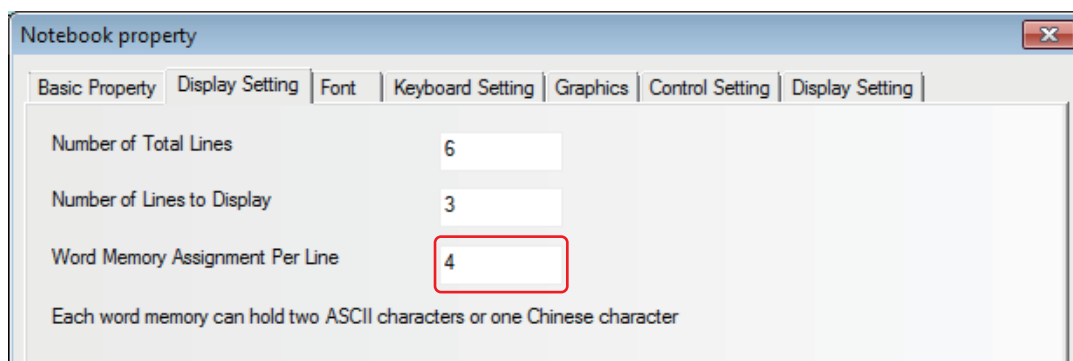 Notebook property
Basic Property Display Setting Font Keyboard Setting Graphics Control Setting Display Setting
Number of Total Lines 6
Number of Lines to Display 3
Word Memory Assignment Per Line 4
Each word memory can hold two ASCII characters or one Chinese character